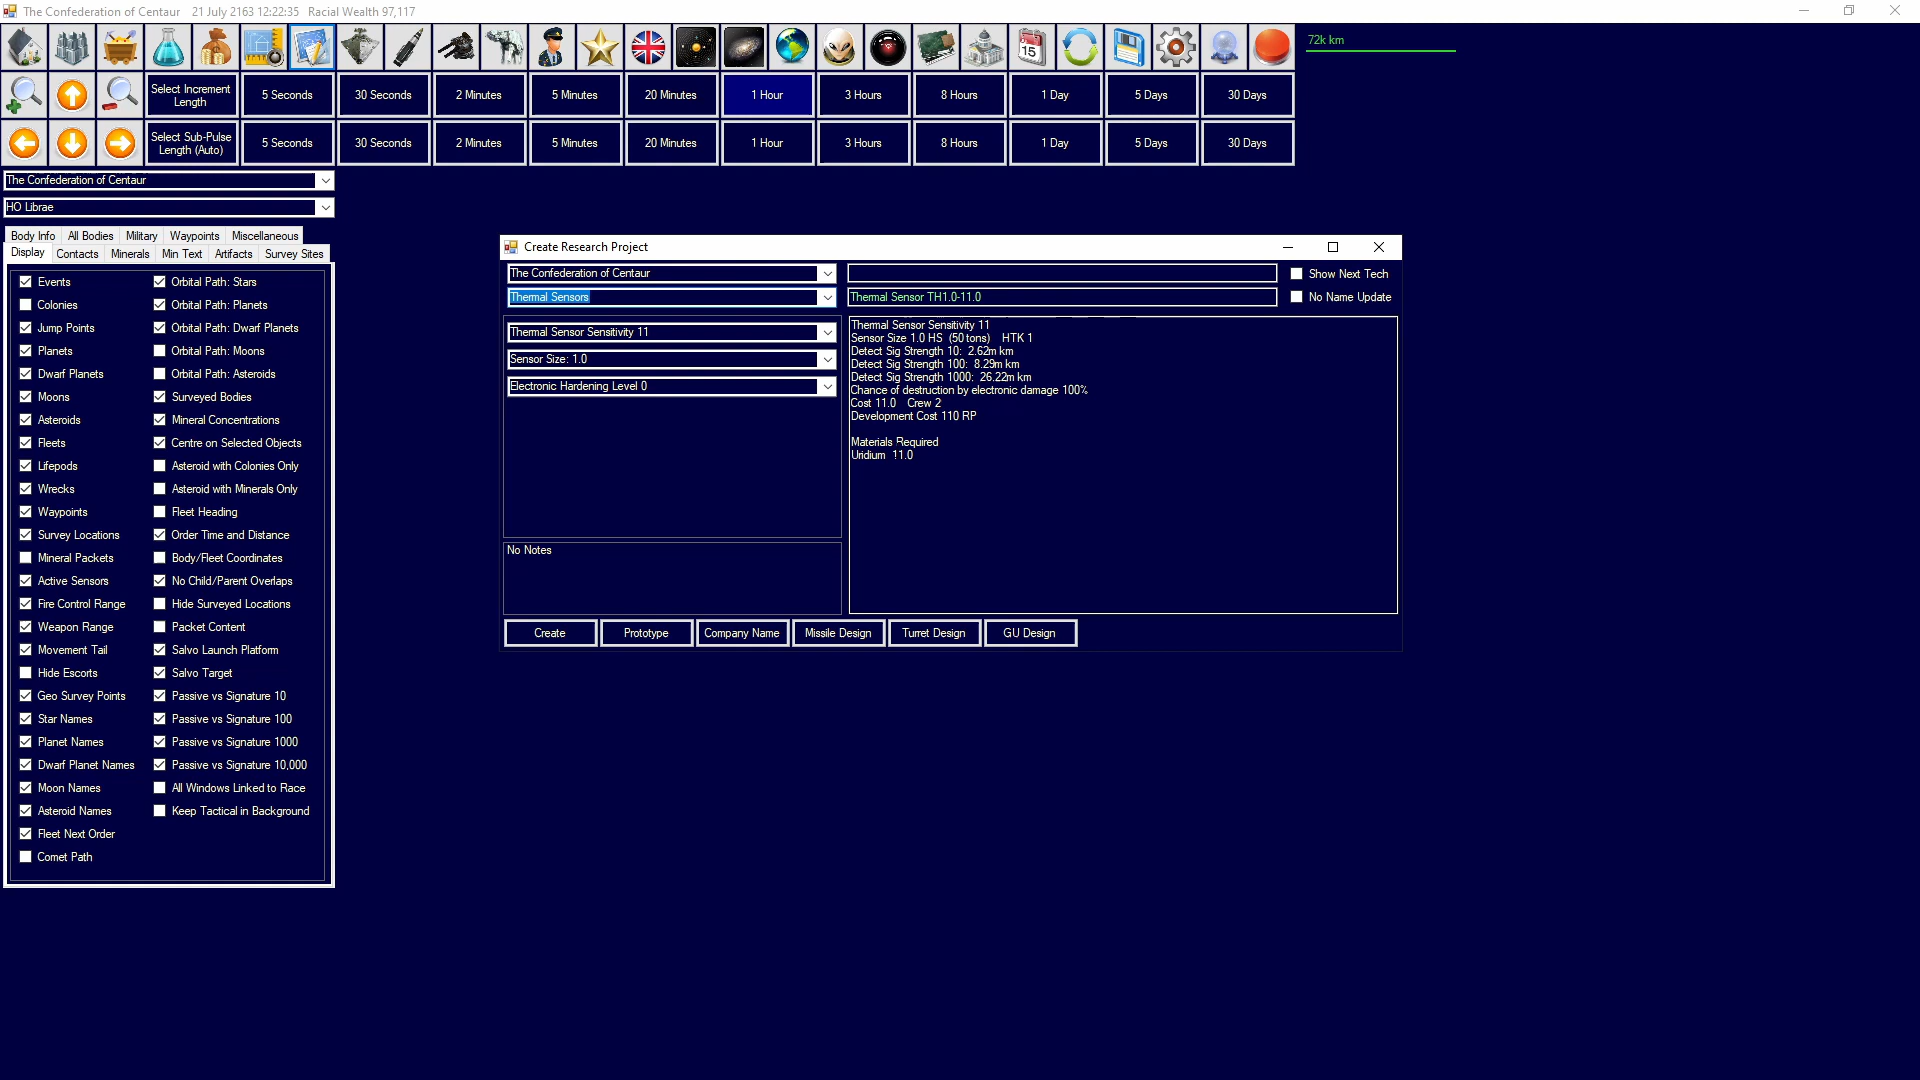 The Confederation of Centaur 21 July 2163 12:22:35 Racial Wealth 97,117
72k km
Select Increment Length
5 Seconds
30 Seconds
2 Minutes
5 Minutes
20 Minutes
1 Hour
3 Hours
8 Hours
1 Day
5 Days
30 Days
Select Sub-Pulse Length (Auto)
5 Seconds
30 Seconds
2 Minutes
5 Minutes
20 Minutes
1 Hour
3 Hours
8 Hours
1 Day
5 Days
30 Days
The Confederation of Centaur
HO Librae
Body Info All Bodies Military Waypoints Miscellaneous
Display Contacts Minerals Min Text Artifacts Survey Sites
Events
Colonies
Jump Points
Planets
Dwarf Planets
Moons
Asteroids
Fleets
Lifepods
Wrecks
Waypoints
Survey Locations
Mineral Packets
Active Sensors
Fire Control Range
Weapon Range
Movement Tail
Hide Escorts
Geo Survey Points
Star Names
Planet Names
Dwarf Planet Names
Moon Names
Asteroid Names
Fleet Next Order
Comet Path
Orbital Path: Stars
Orbital Path: Planets
Orbital Path: Dwarf Planets
Orbital Path: Moons
Orbital Path: Asteroids
Surveyed Bodies
Mineral Concentrations
Centre on Selected Objects
Asteroid with Colonies Only
Asteroid with Minerals Only
Fleet Heading
Order Time and Distance
Body/Fleet Coordinates
No Child/Parent Overlaps
Hide Surveyed Locations
Packet Content
Salvo Launch Platform
Salvo Target
Passive vs Signature 10
Passive vs Signature 100
Passive vs Signature 1000
Passive vs Signature 10,000
All Windows Linked to Race
Keep Tactical in Background
Create Research Project
The Confederation of Centaur
Thermal Sensors
Thermal Sensor Sensitivity 11
Sensor Size: 1.0
Electronic Hardening Level 0
No Notes
Show Next Tech
Thermal Sensor TH1.0-11.0
No Name Update
Thermal Sensor Sensitivity 11
Sensor Size 1.0 HS (50 tons) HTK 1
Detect Sig Strength 10: 2.62m km
Detect Sig Strength 100: 8.29m km
Detect Sig Strength 1000: 26.22m km
Chance of destruction by electronic damage 100%
Cost 11.0 Crew 2
Development Cost 110 RP
Materials Required
Uridium 11.0
Create
Prototype
Company Name
Missile Design
Turret Design
GU Design
15